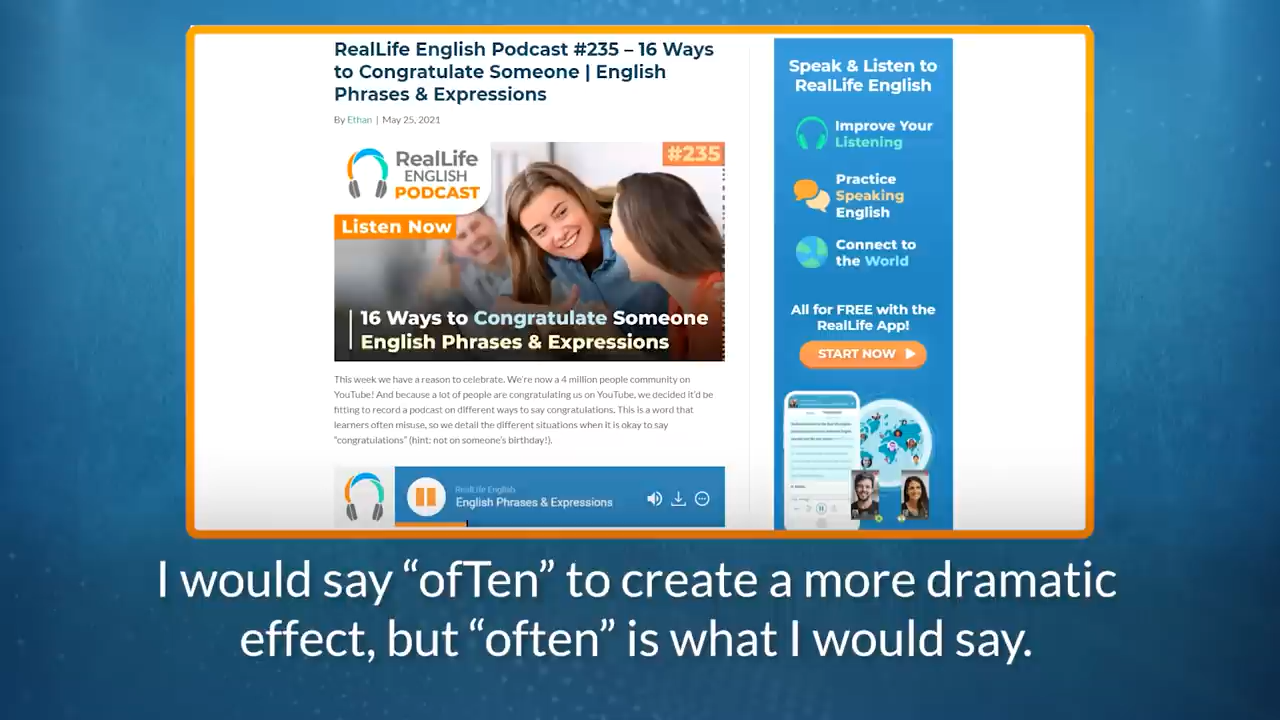 RealLife English Podcast #235 – 16 Ways
to Congratulate Someone | English
Phrases & Expressions
By Ethan | May 25, 2021
RealLife
ENGLISH
PODCAST
#235
Listen Now
16 Ways to Congratulate Someone
English Phrases & Expressions
This week we have a reason to celebrate. We're now a 4 million people community on
YouTube! And because a lot of people are congratulating us on YouTube, we decided it'd be
fitting to record a podcast on different ways to say congratulations. This is a word that
learners often misuse, so we detail the different situations when it is okay to say
"congratulations" (hint: not on someone's birthday!).
RealLife English
English Phrases & Expressions
Speak & Listen to
RealLife English
Improve Your
Listening
Practice
Speaking
English
Connect to
the World
All for FREE with the
RealLife App!
START NOW
I would say “ofTen” to create a more dramatic
effect, but “often” is what I would say.